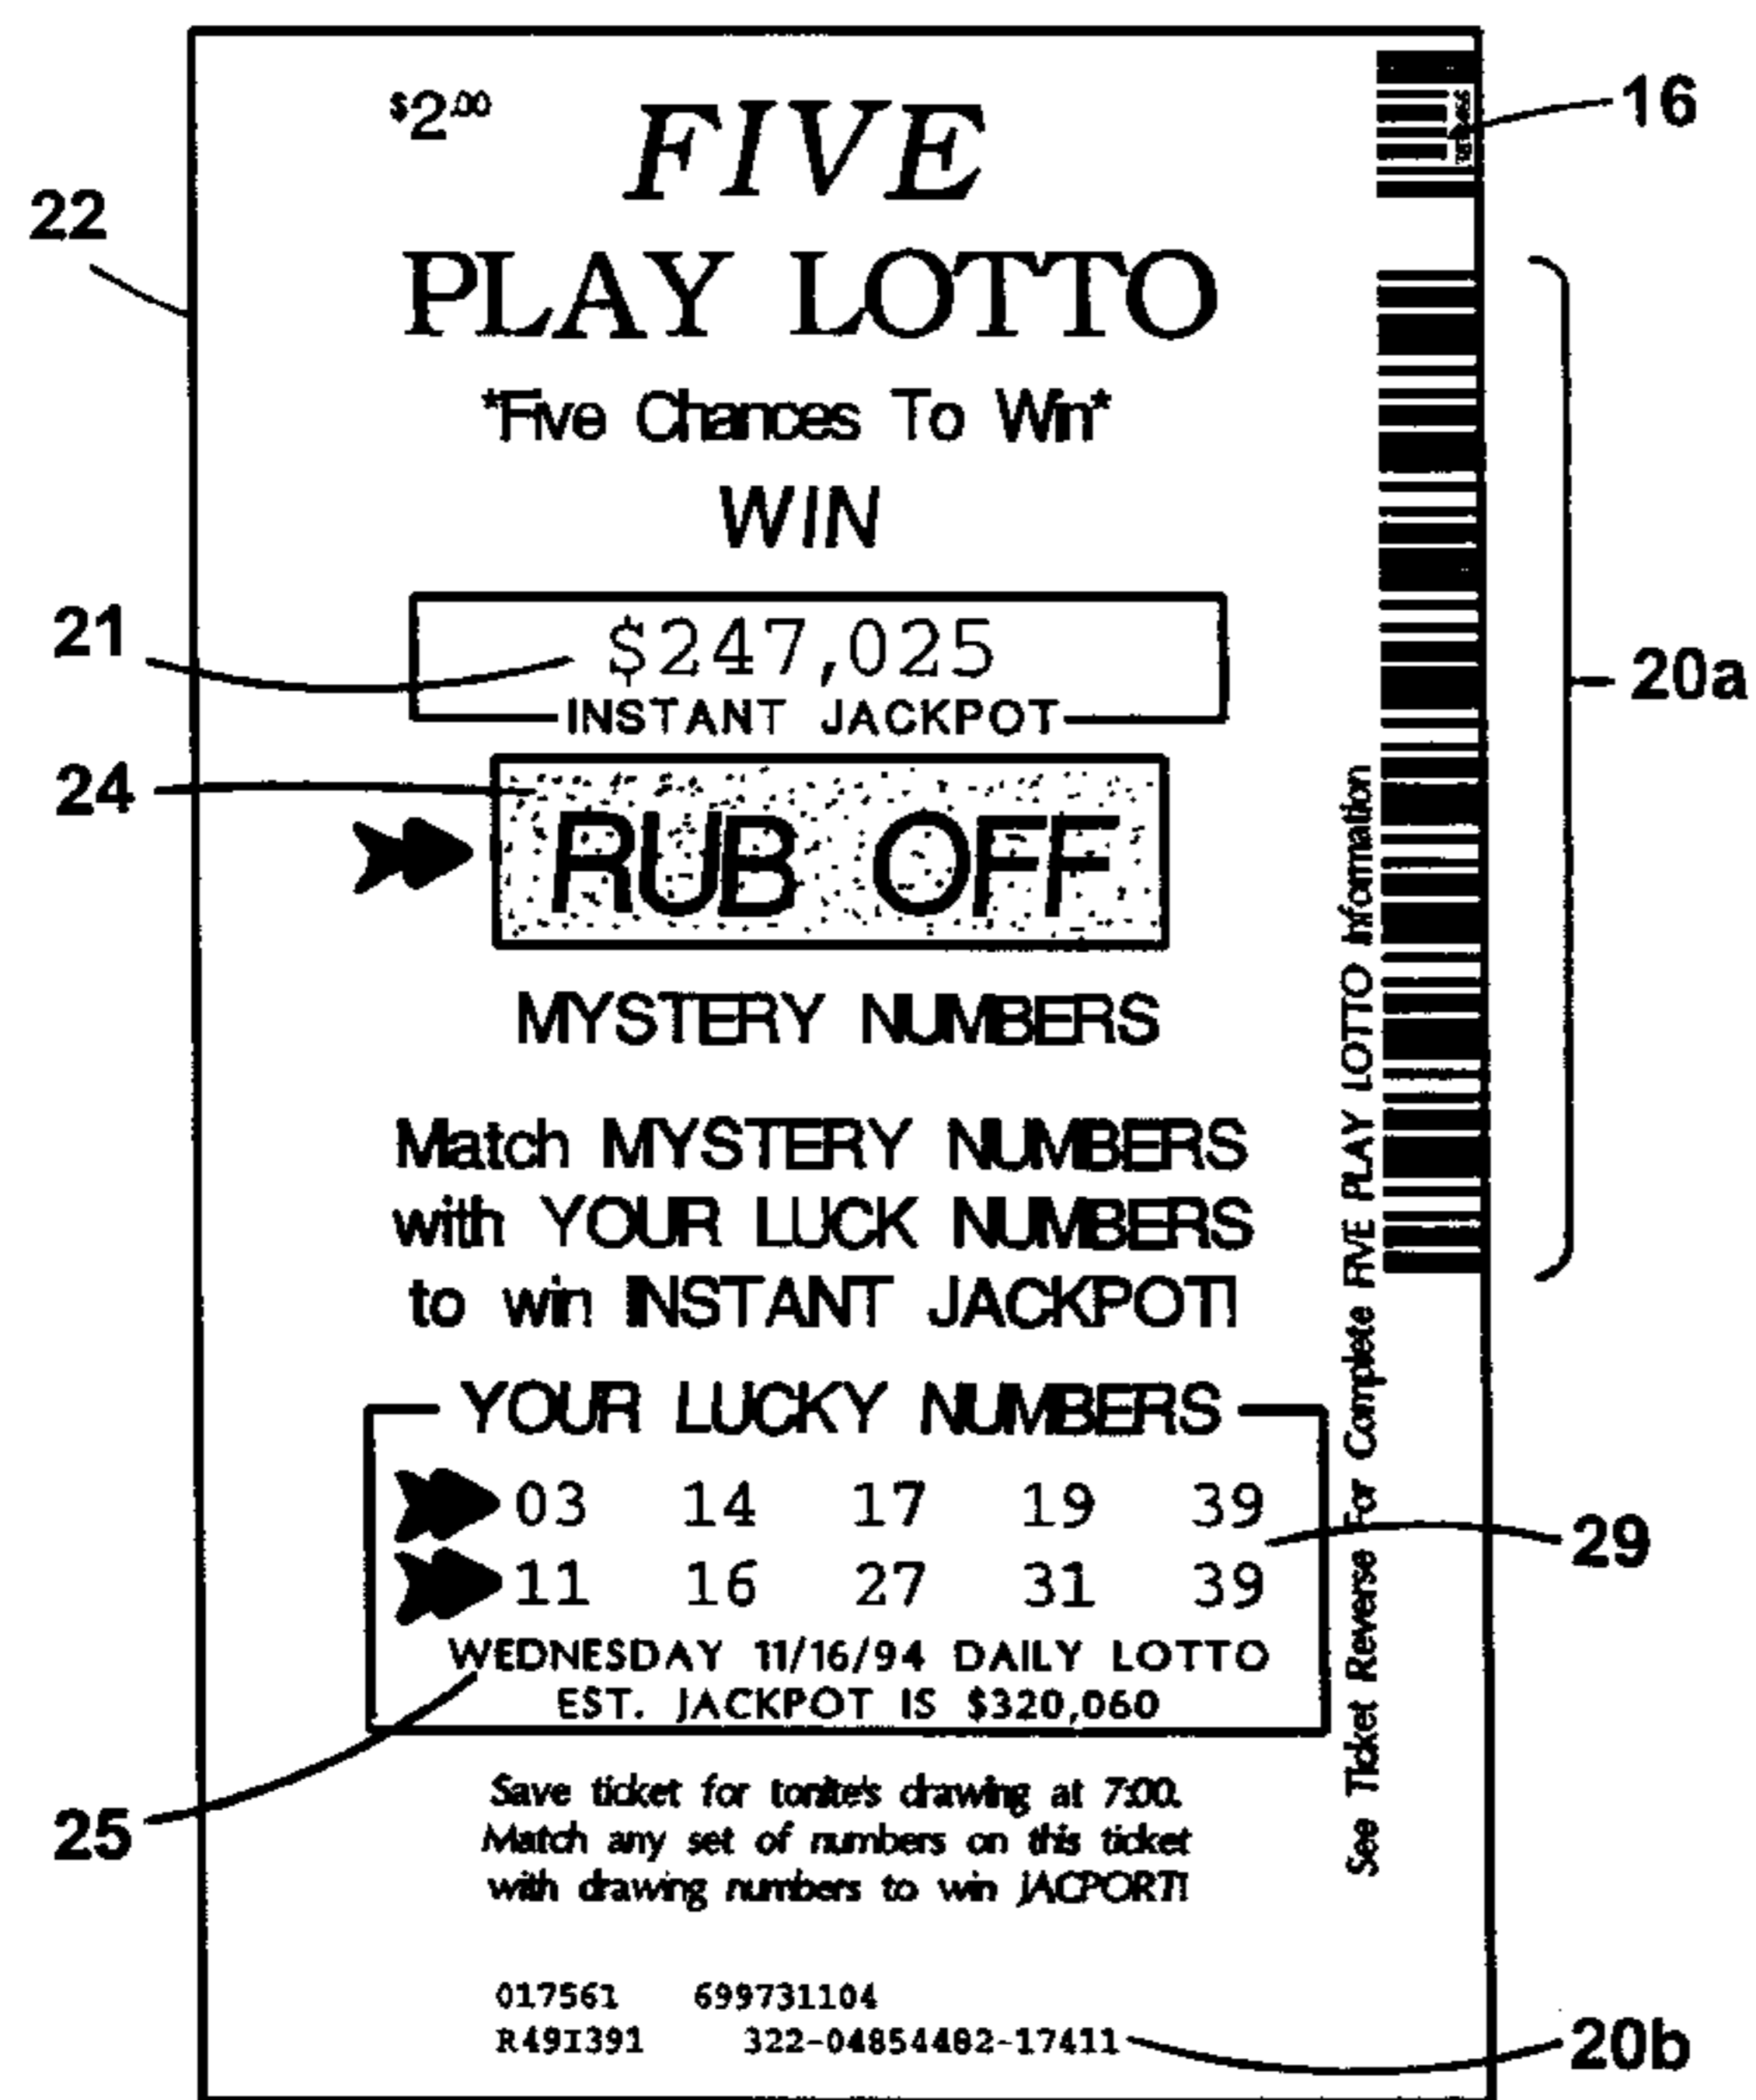 $2.00
FIVE
PLAY LOTTO
*Five Chances To Win*
WIN
$247,025
INSTANT JACKPOT
RUB OFF
MYSTERY NUMBERS
Match MYSTERY NUMBERS
with YOUR LUCK NUMBERS
to win INSTANT JACKPOT!
YOUR LUCKY NUMBERS
03 14 17 19 39
11 16 27 31 39
WEDNESDAY 11/16/94 DAILY LOTTO
EST. JACKPOT IS $320,060
Save ticket for tonite's drawing at 7:00.
Match any set of numbers on this ticket
with drawing numbers to win JACPORT!
017561 699731104
R49I391 322-04854482-17411
See Ticket Reverse For Complete FIVE PLAY LOTTO Information
22
21
24
25
16
20a
29
20b